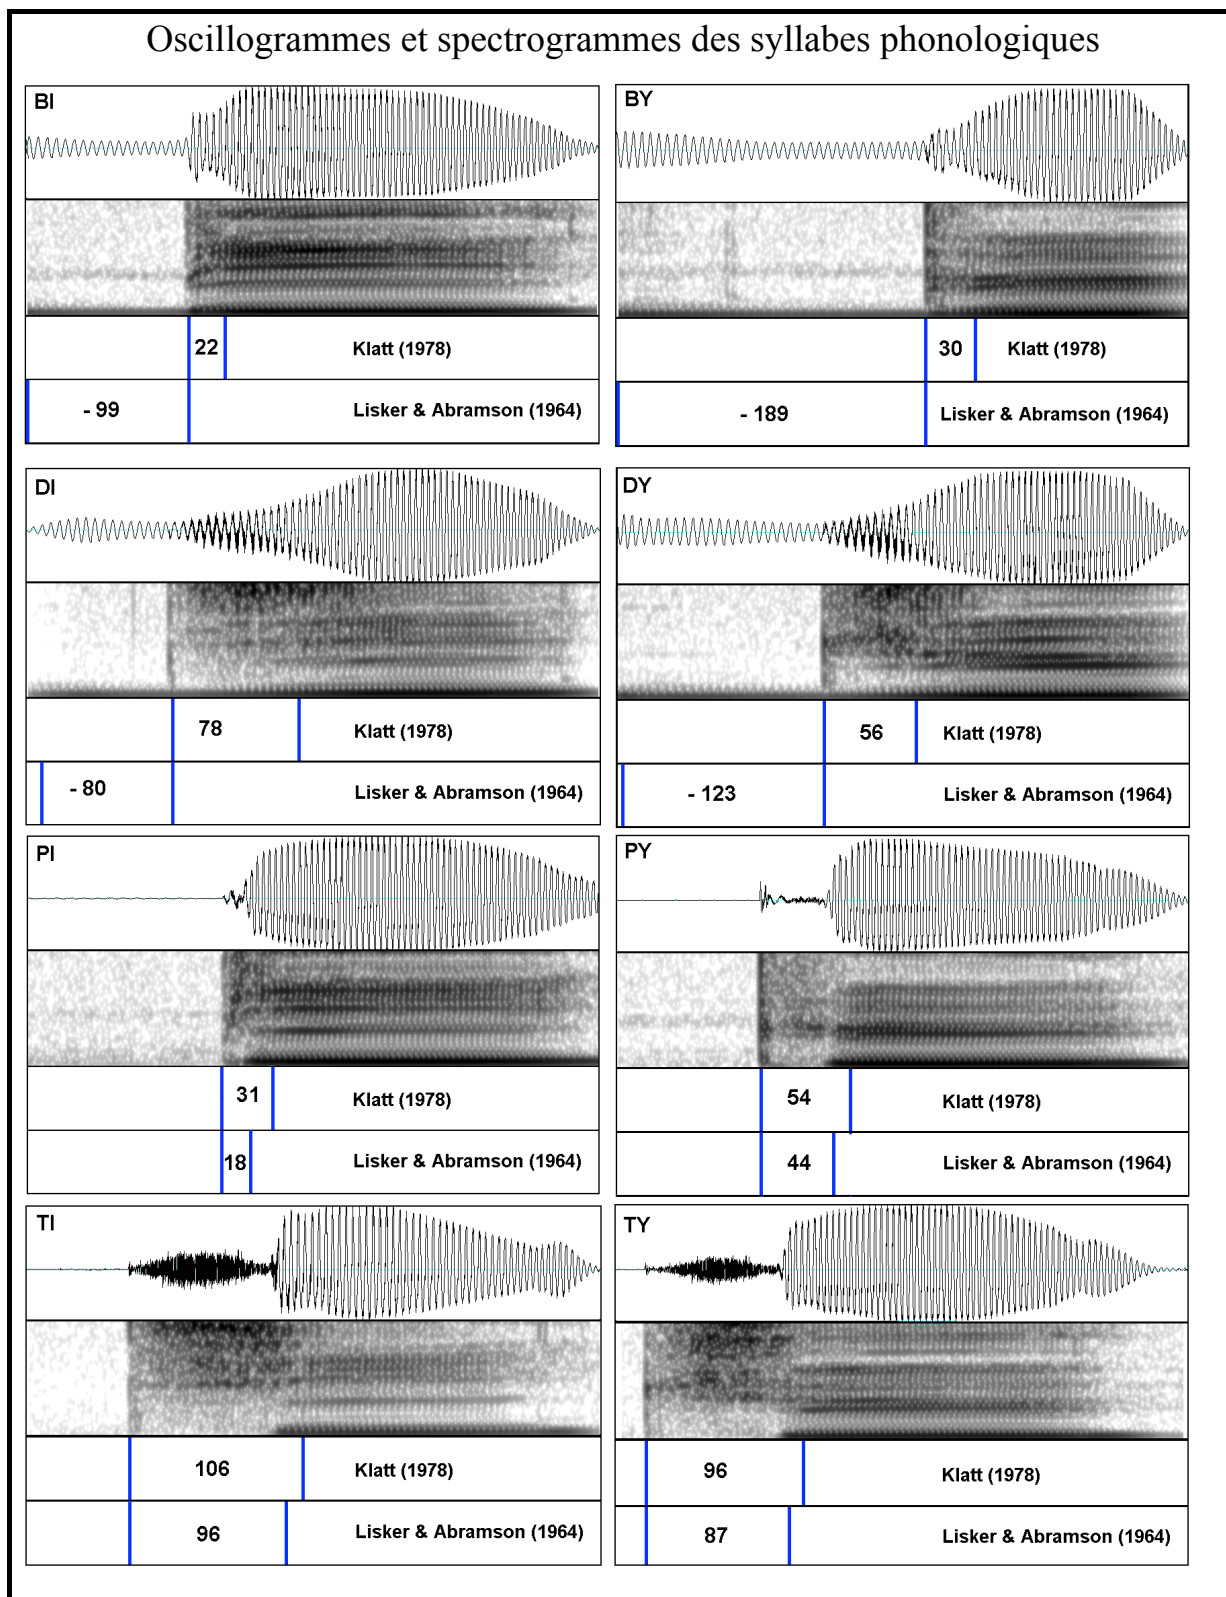 Oscillogrammes et spectrogrammes des syllabes phonologiques
BI
22 Klatt (1978)
- 99 Lisker & Abramson (1964)
BY
30 Klatt (1978)
- 189 Lisker & Abramson (1964)
DI
78 Klatt (1978)
- 80 Lisker & Abramson (1964)
DY
56 Klatt (1978)
- 123 Lisker & Abramson (1964)
PI
31 Klatt (1978)
18 Lisker & Abramson (1964)
PY
54 Klatt (1978)
44 Lisker & Abramson (1964)
TI
106 Klatt (1978)
96 Lisker & Abramson (1964)
TY
96 Klatt (1978)
87 Lisker & Abramson (1964)